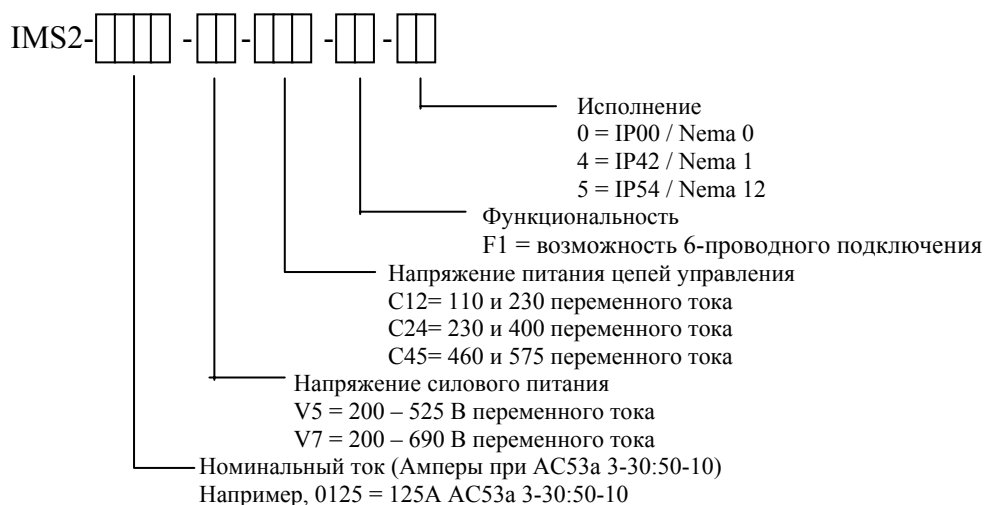 IMS2- - - - -
Исполнение
0 = IP00 / Nema 0
4 = IP42 / Nema 1
5 = IP54 / Nema 12
Функциональность
F1 = возможность 6-проводного подключения
Напряжение питания цепей управления
C12= 110 и 230 переменного тока
C24= 230 и 400 переменного тока
C45= 460 и 575 переменного тока
Напряжение силового питания
V5 = 200 – 525 В переменного тока
V7 = 200 – 690 В переменного тока
Номинальный ток (Амперы при AC53a 3-30:50-10)
Например, 0125 = 125А AC53a 3-30:50-10